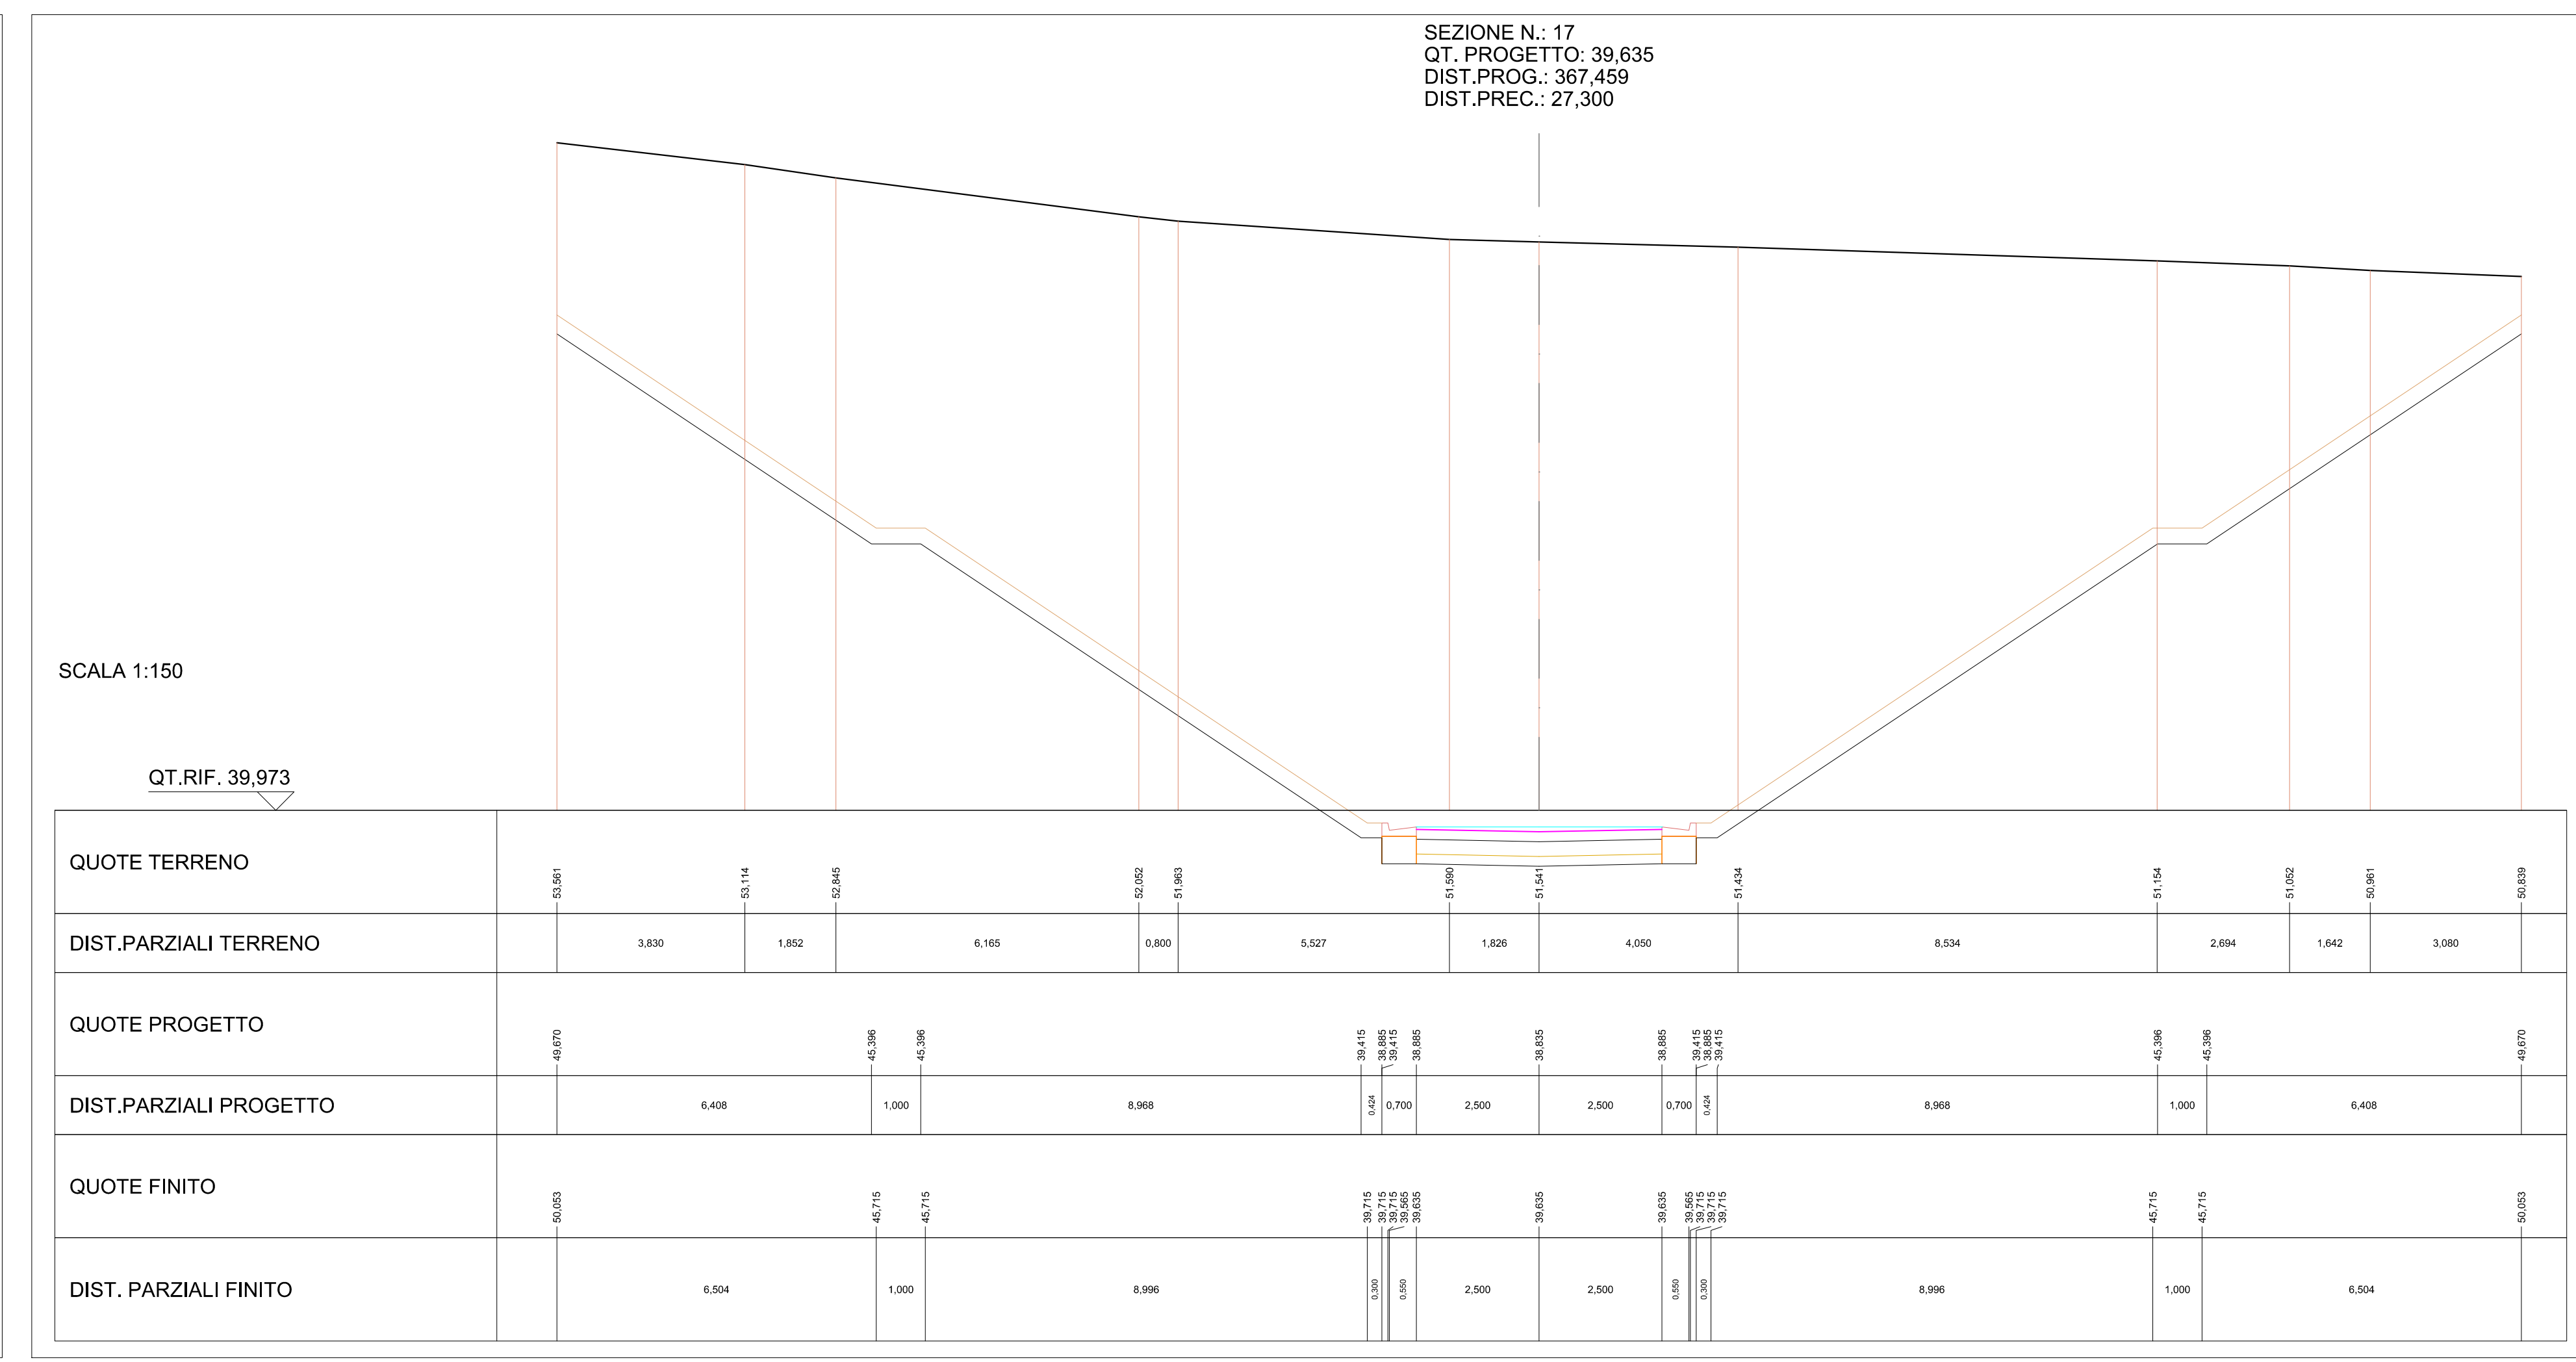 SEZIONE N.: 17
QT. PROGETTO: 39,635
DIST.PROG.: 367,459
DIST.PREC.: 27,300
SCALA 1:150
QT.RIF. 39,973
QUOTE TERRENO
53,561 53,114 52,845 52,052 51,963 51,590 51,541 51,434 51,154 51,052 50,961 50,839
DIST.PARZIALI TERRENO
3,830 1,852 6,165 0,800 5,527 1,826 4,050 8,534 2,694 1,642 3,080
QUOTE PROGETTO
49,670 45,396 45,396 39,415 38,885 39,415 38,885 38,835 38,885 39,415 38,885 39,415 45,396 45,396 49,670
DIST.PARZIALI PROGETTO
6,408 1,000 8,968 0,424 0,700 2,500 2,500 0,700 0,424 8,968 1,000 6,408
QUOTE FINITO
50,053 45,715 45,715 39,715 39,715 39,715 39,565 39,635 39,635 39,635 39,565 39,715 39,715 39,715 45,715 45,715 50,053
DIST. PARZIALI FINITO
6,504 1,000 8,996 0,300 0,550 2,500 2,500 0,550 0,300 8,996 1,000 6,504